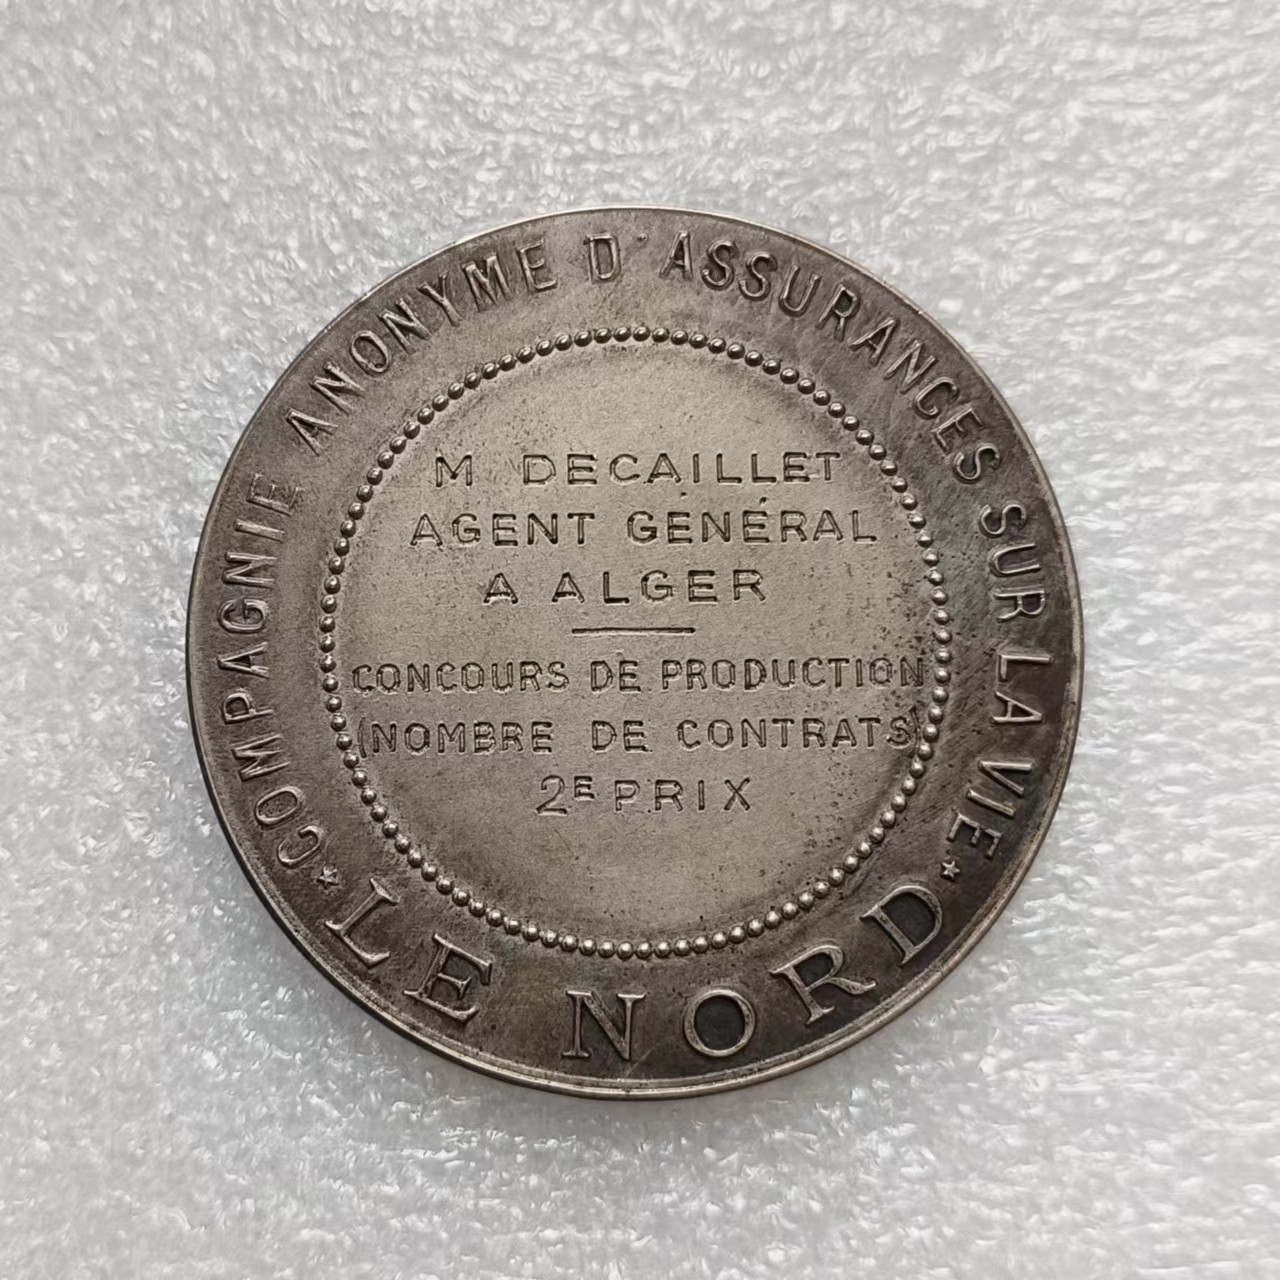 COMPAGNIE ANONYME D'ASSURANCES SUR LA VIE
M DECAILLET
AGENT GENÉRAL
A ALGER
CONCOURS DE PRODUCTION
(NOMBRE DE CONTRATS)
2E PRIX
LE NORD